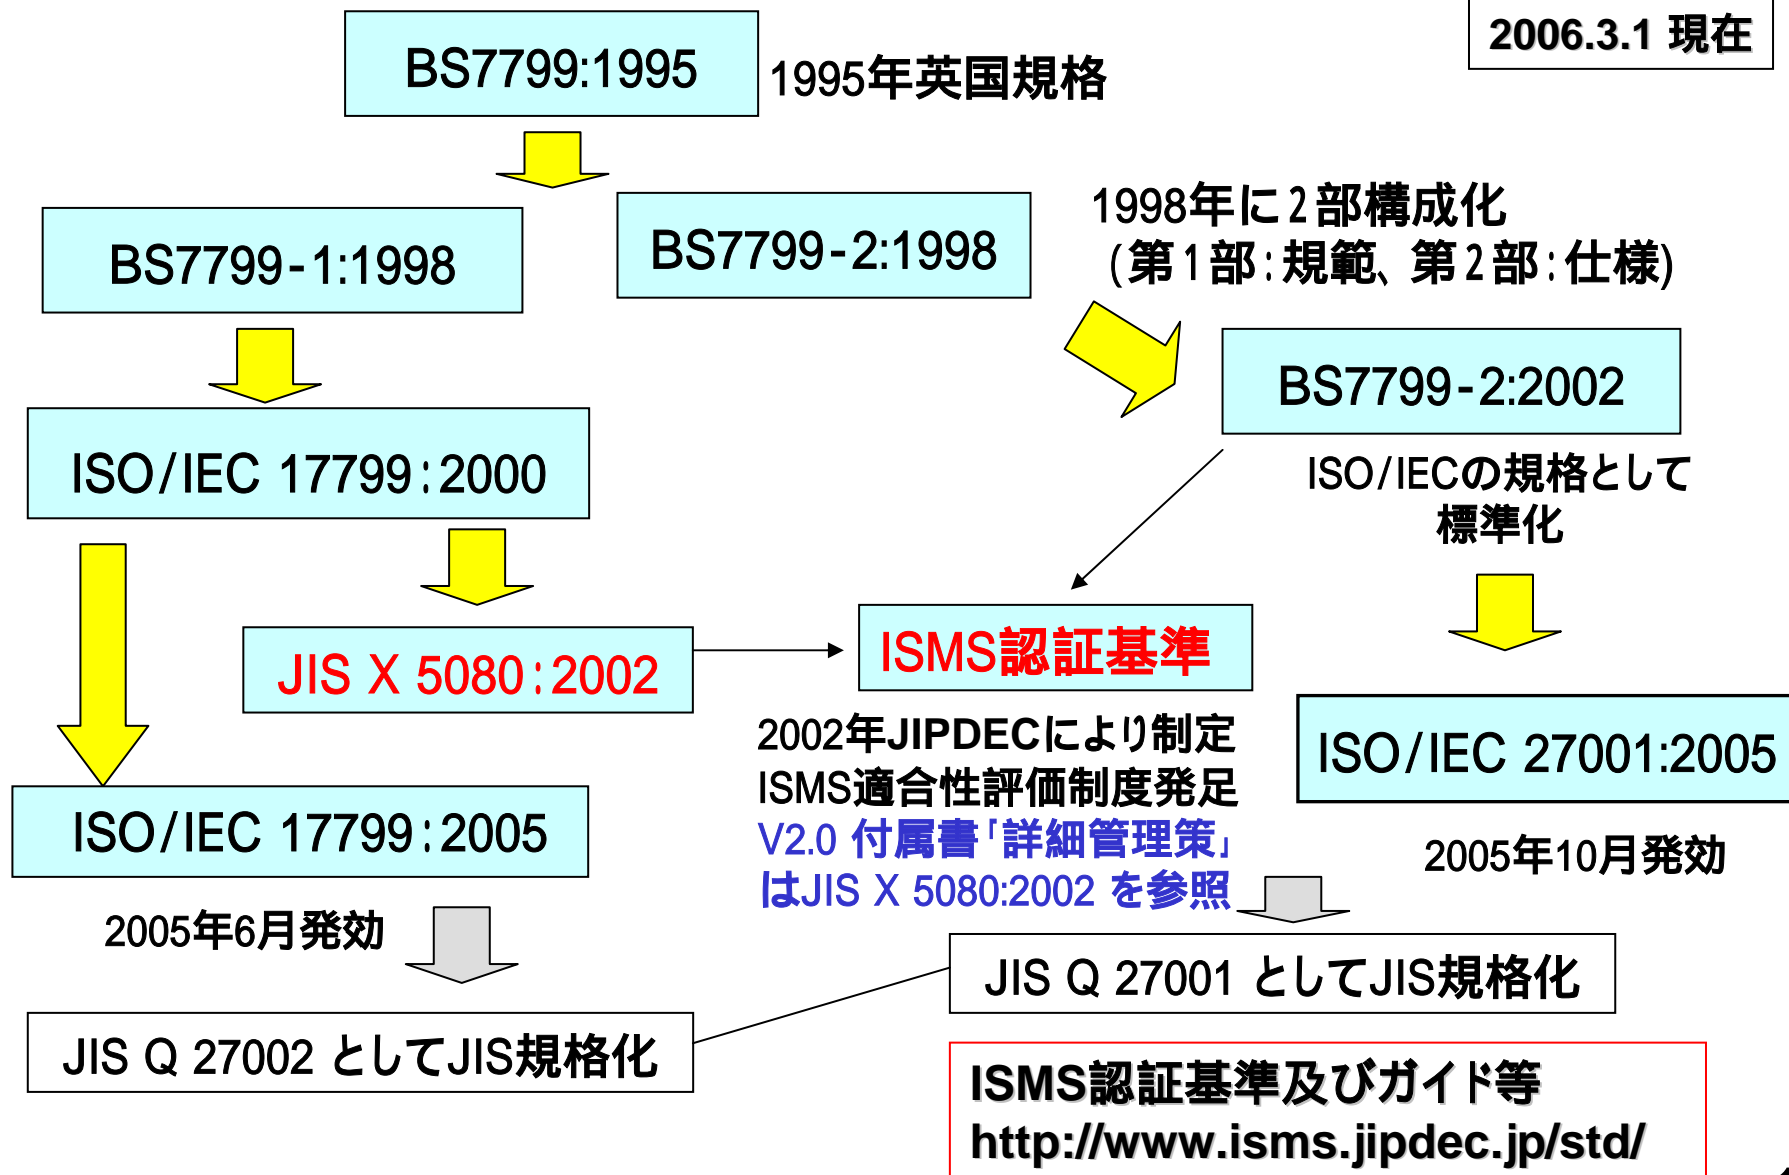 2006.3.1 現在
BS7799:1995
1995年英国規格
BS7799-1:1998
BS7799-2:1998
1998年に2部構成化
(第1部:規範、第2部:仕様)
BS7799-2:2002
ISO/IEC 17799:2000
ISO/IECの規格として
標準化
JIS X 5080:2002
ISMS認証基準
2002年JIPDECにより制定
ISMS適合性評価制度発足
V2.0 付属書「詳細管理策」
はJIS X 5080:2002 を参照
ISO/IEC 27001:2005
2005年10月発効
ISO/IEC 17799:2005
2005年6月発効
JIS Q 27001 としてJIS規格化
JIS Q 27002 としてJIS規格化
ISMS認証基準及びガイド等
http://www.isms.jipdec.jp/std/